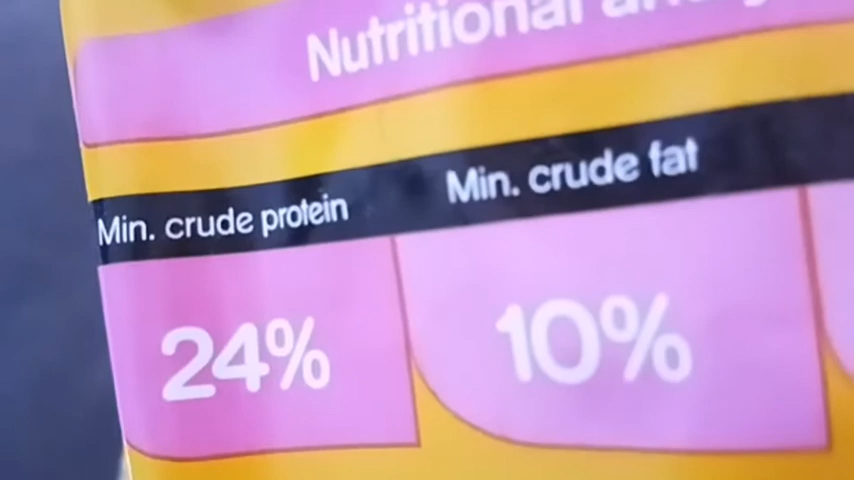 Nutritional
Min. crude protein
Min. crude fat
24%
10%